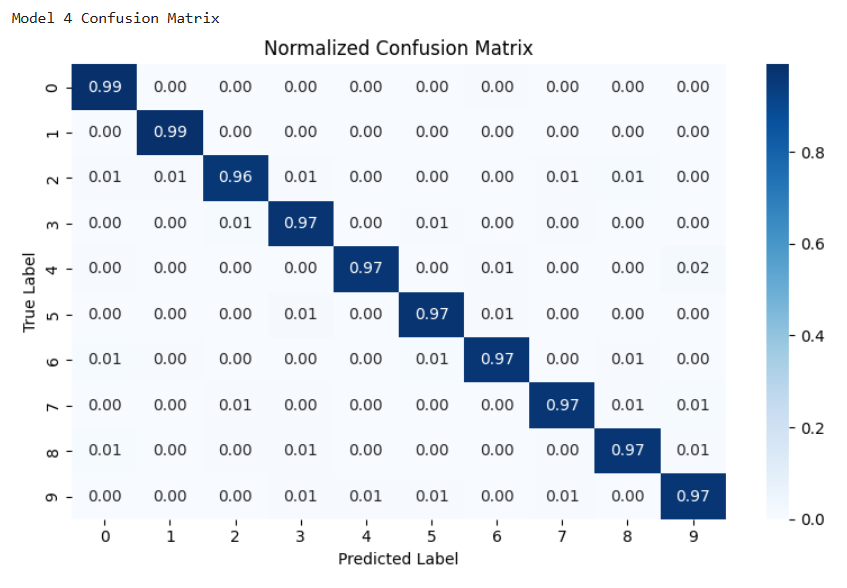 Model 4 Confusion Matrix
Normalized Confusion Matrix
0 0.99 0.00 0.00 0.00 0.00 0.00 0.00 0.00 0.00 0.00
1 0.00 0.99 0.00 0.00 0.00 0.00 0.00 0.00 0.00 0.00
2 0.01 0.01 0.96 0.01 0.00 0.00 0.00 0.01 0.01 0.00
3 0.00 0.00 0.01 0.97 0.00 0.01 0.00 0.00 0.00 0.00
4 0.00 0.00 0.00 0.00 0.97 0.00 0.01 0.00 0.00 0.02
5 0.00 0.00 0.00 0.01 0.00 0.97 0.01 0.00 0.00 0.00
6 0.01 0.00 0.00 0.00 0.00 0.01 0.97 0.00 0.01 0.00
7 0.00 0.00 0.01 0.00 0.00 0.00 0.00 0.97 0.01 0.01
8 0.01 0.00 0.00 0.01 0.00 0.00 0.00 0.00 0.97 0.01
9 0.00 0.00 0.00 0.01 0.01 0.01 0.00 0.01 0.00 0.97
0 1 2 3 4 5 6 7 8 9
Predicted Label
True Label
0.8
0.6
0.4
0.2
0.0